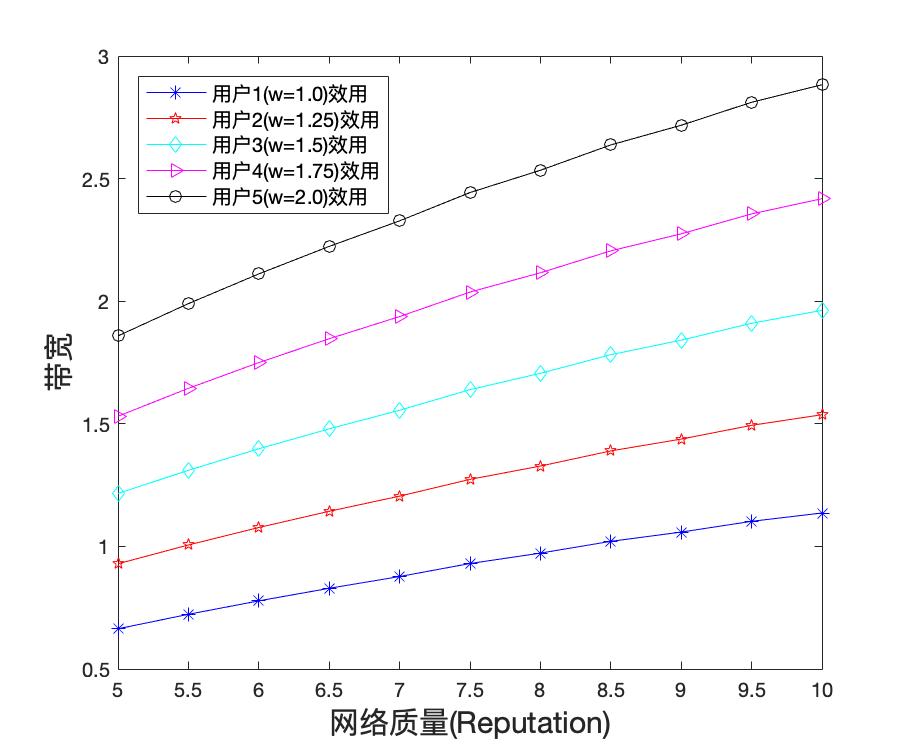 3
2.5
2
1.5
1
0.5
带宽
用户1(w=1.0)效用
用户2(w=1.25)效用
用户3(w=1.5)效用
用户4(w=1.75)效用
用户5(w=2.0)效用
5 5.5 6 6.5 7 7.5 8 8.5 9 9.5 10
网络质量(Reputation)